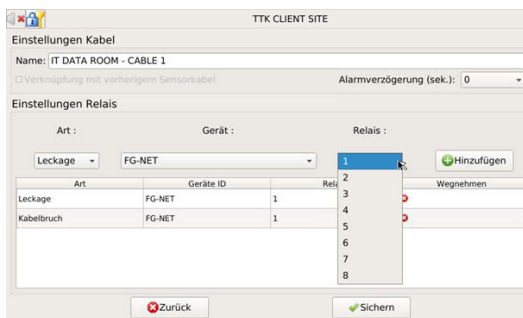 TTK CLIENT SITE
Einstellungen Kabel
Name: IT DATA ROOM - CABLE 1
Verknüpfung mit vorherigem Sensorkabel Alarmverzögerung (sek.): 0
Einstellungen Relais
Art : Gerät : Relais :
Leckage FG-NET 1 Hinzufügen
2
3
4
5
6
7
8
Art Geräte ID Wegnehmen
Leckage FG-NET 1
Kabelbruch FG-NET 1
Zurück Sichern